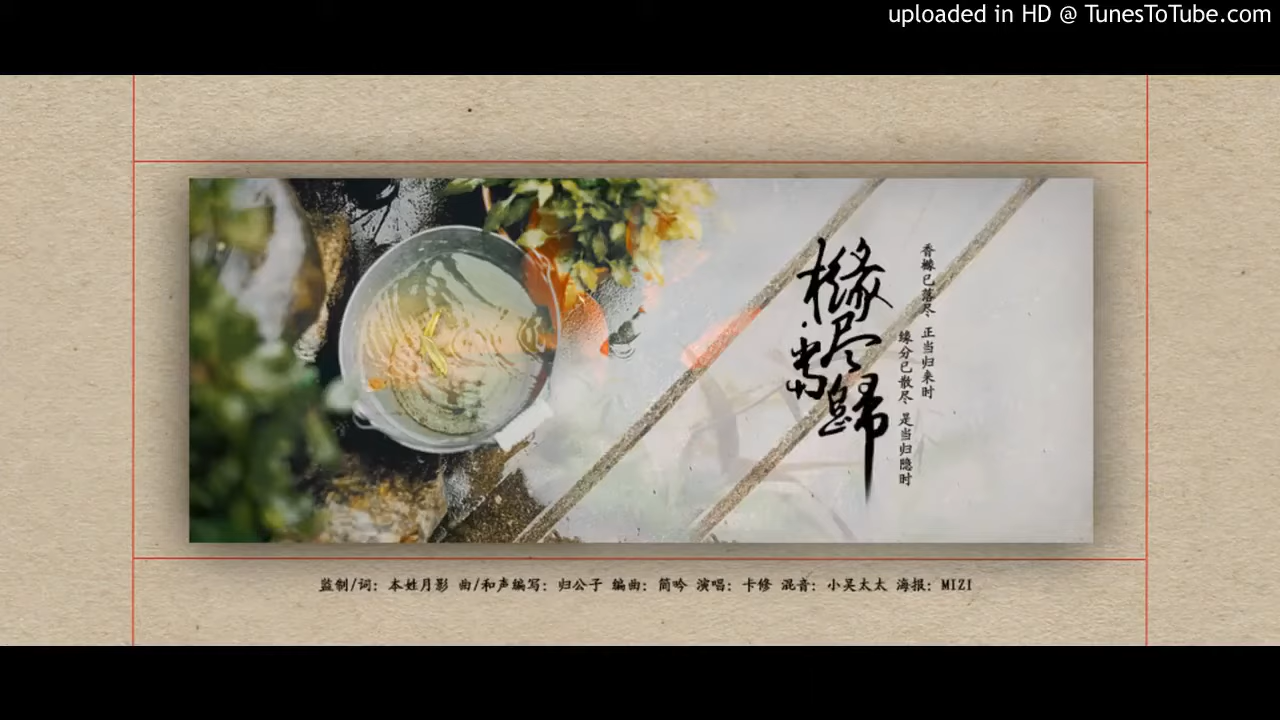 uploaded in HD @ TunesToTube.com
橼尽当歸
香橼已落尽 正当归来时
缘分已散尽 是当归隐时
监制/词: 本姓月影 曲/和声编写: 归公子 编曲: 简吟 演唱: 卡修 混音: 小吴太太 海报: MIZI